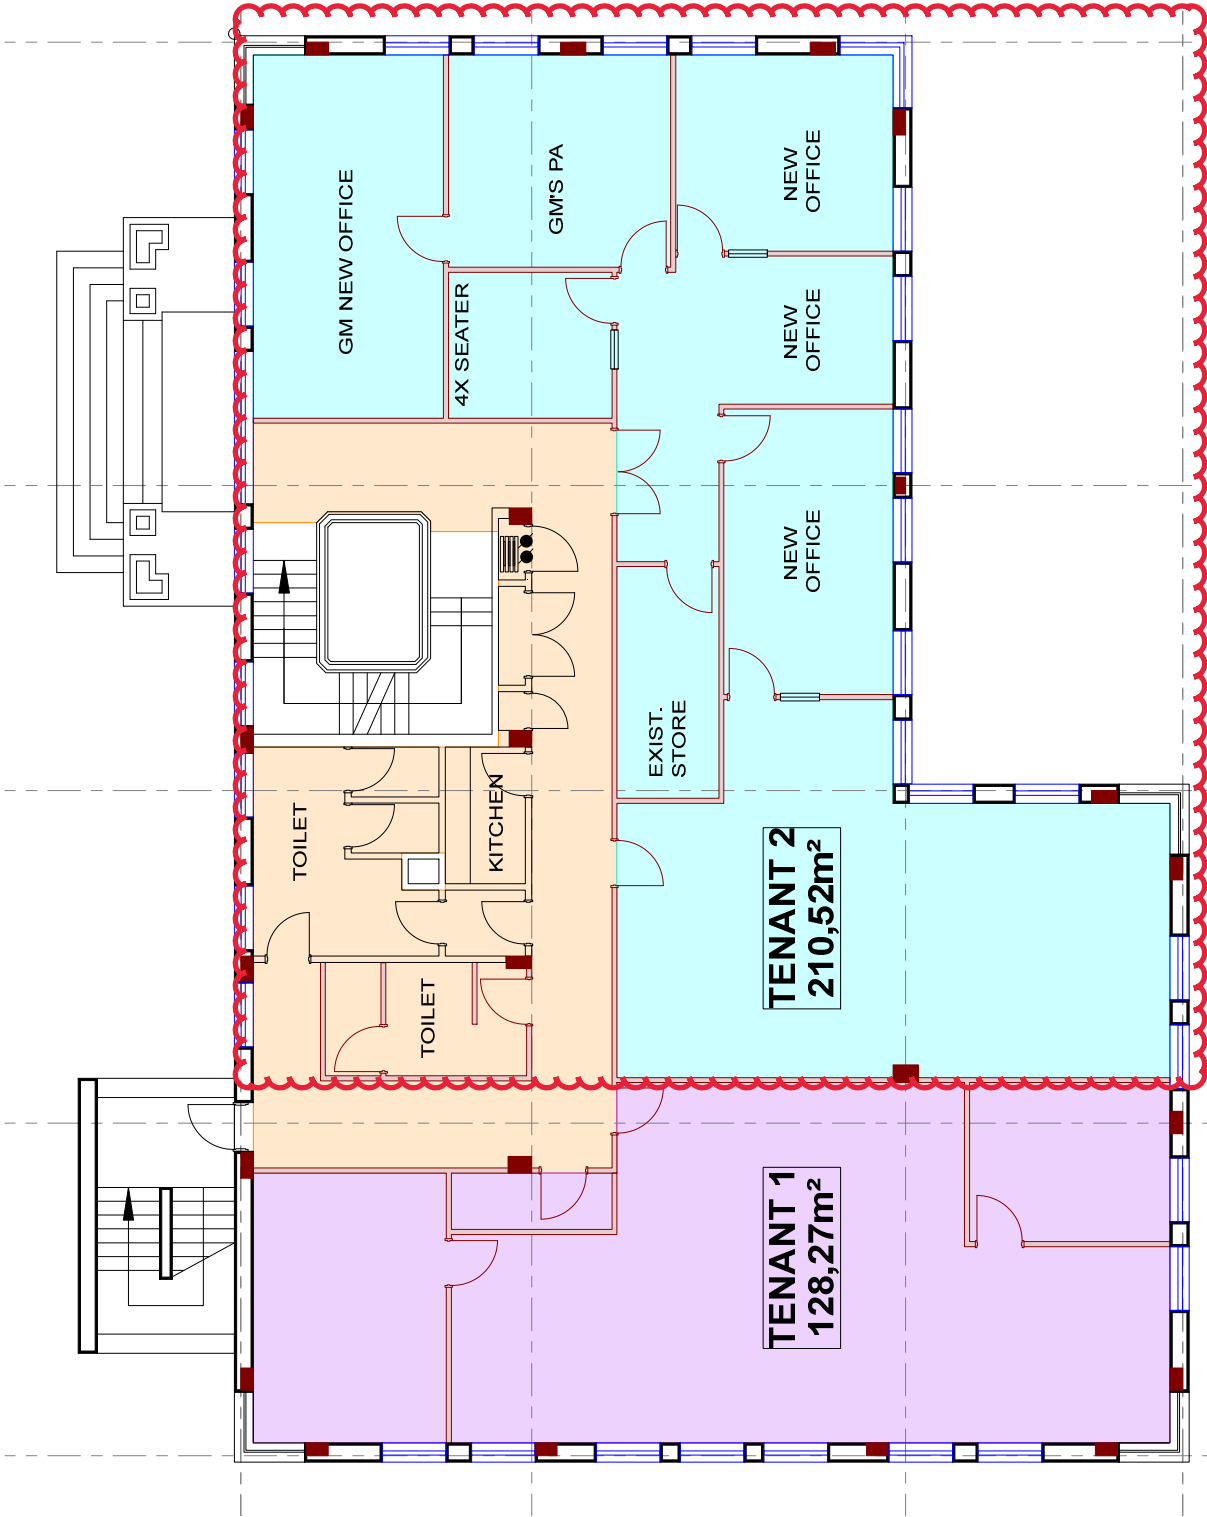 GM NEW OFFICE
GM'S PA
NEW
OFFICE
4X SEATER
NEW
OFFICE
NEW
OFFICE
EXIST.
STORE
TOILET
KITCHEN
TOILET
TENANT 2
210,52m²
TENANT 1
128,27m²